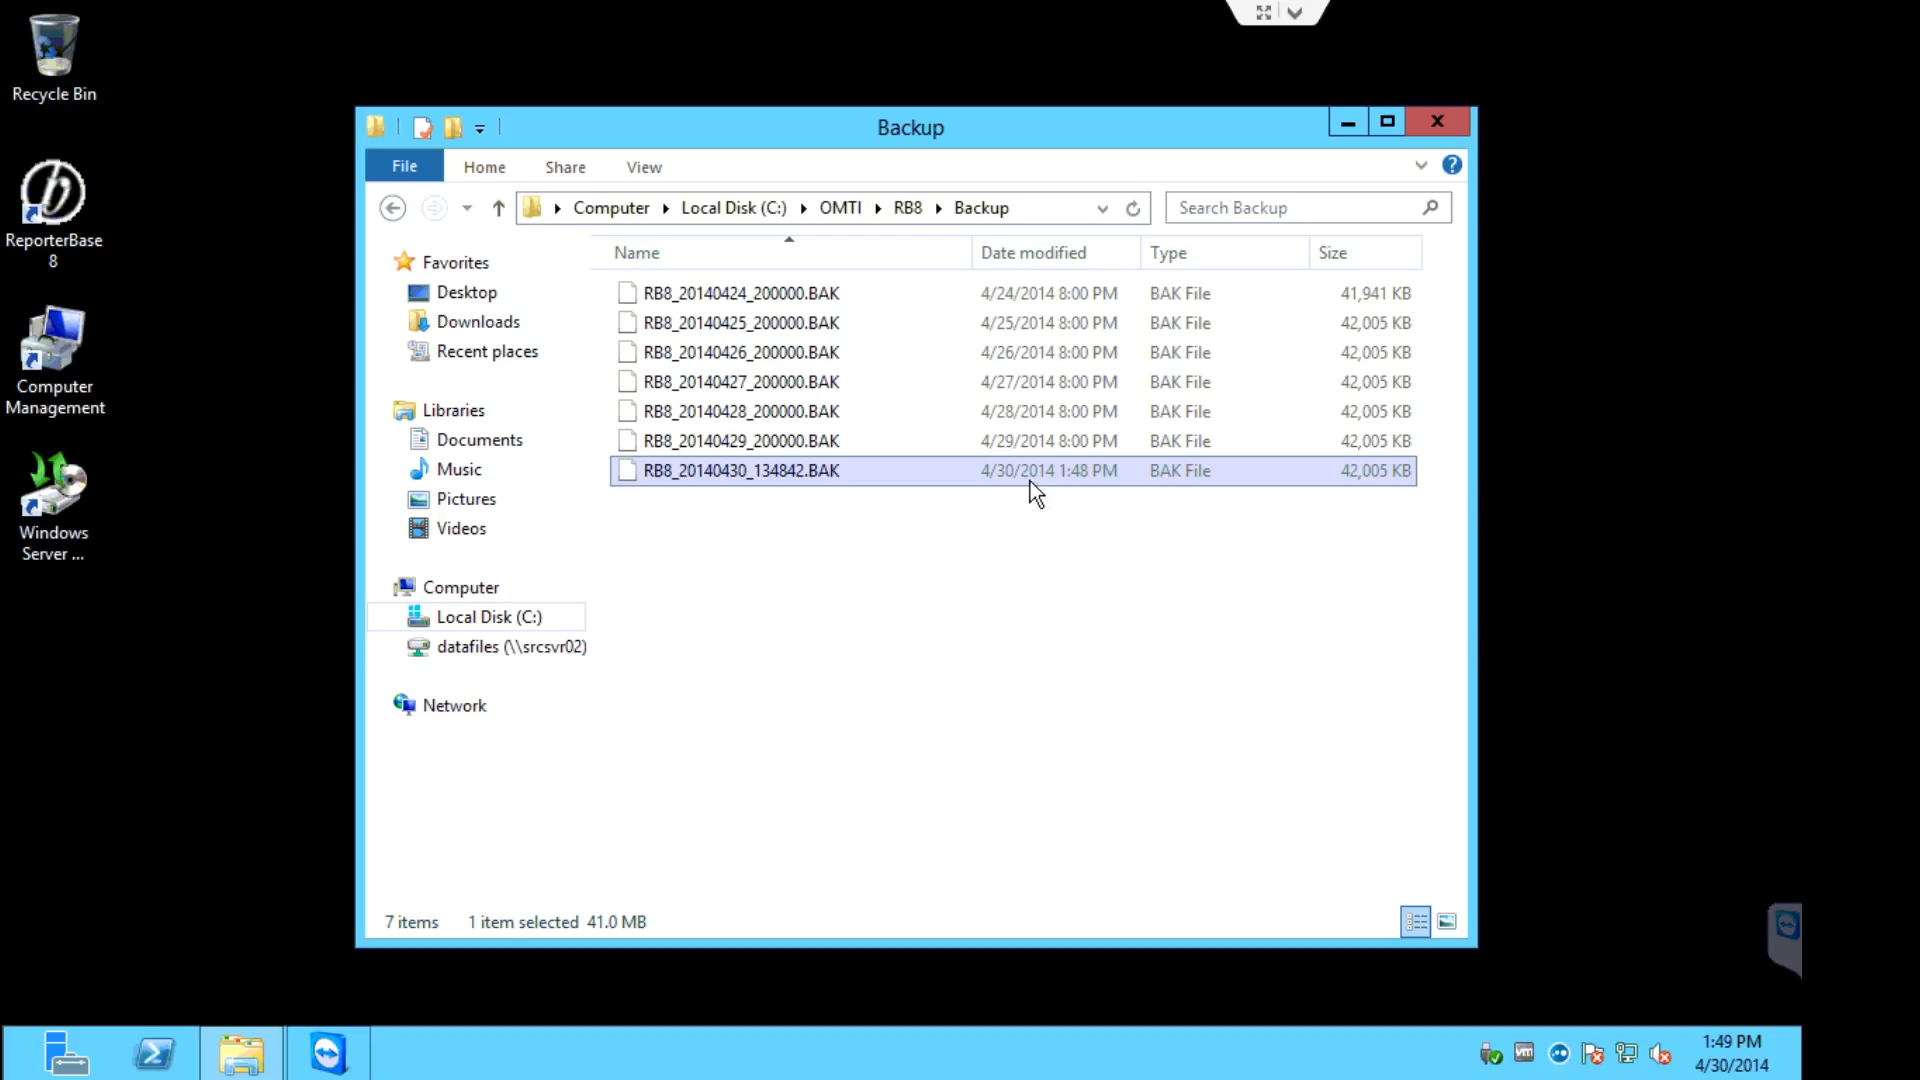 Recycle Bin
ReporterBase
8
Computer
Management
Windows
Server ...
Backup
File Home Share View
Computer Local Disk (C:) OMTI RB8 Backup
Search Backup
Favorites
Desktop
Downloads
Recent places
Libraries
Documents
Music
Pictures
Videos
Computer
Local Disk (C:)
datafiles (\\srcsvr02)
Network
Name Date modified Type Size
RB8_20140424_200000.BAK 4/24/2014 8:00 PM BAK File 41,941 KB
RB8_20140425_200000.BAK 4/25/2014 8:00 PM BAK File 42,005 KB
RB8_20140426_200000.BAK 4/26/2014 8:00 PM BAK File 42,005 KB
RB8_20140427_200000.BAK 4/27/2014 8:00 PM BAK File 42,005 KB
RB8_20140428_200000.BAK 4/28/2014 8:00 PM BAK File 42,005 KB
RB8_20140429_200000.BAK 4/29/2014 8:00 PM BAK File 42,005 KB
RB8_20140430_134842.BAK 4/30/2014 1:48 PM BAK File 42,005 KB
7 items 1 item selected 41.0 MB
vm
1:49 PM
4/30/2014